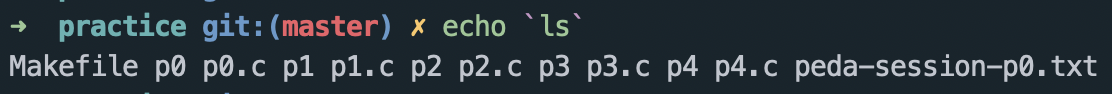 ➜  practice git:(master) ✗ echo `ls`
Makefile p0 p0.c p1 p1.c p2 p2.c p3 p3.c p4 p4.c peda-session-p0.txt